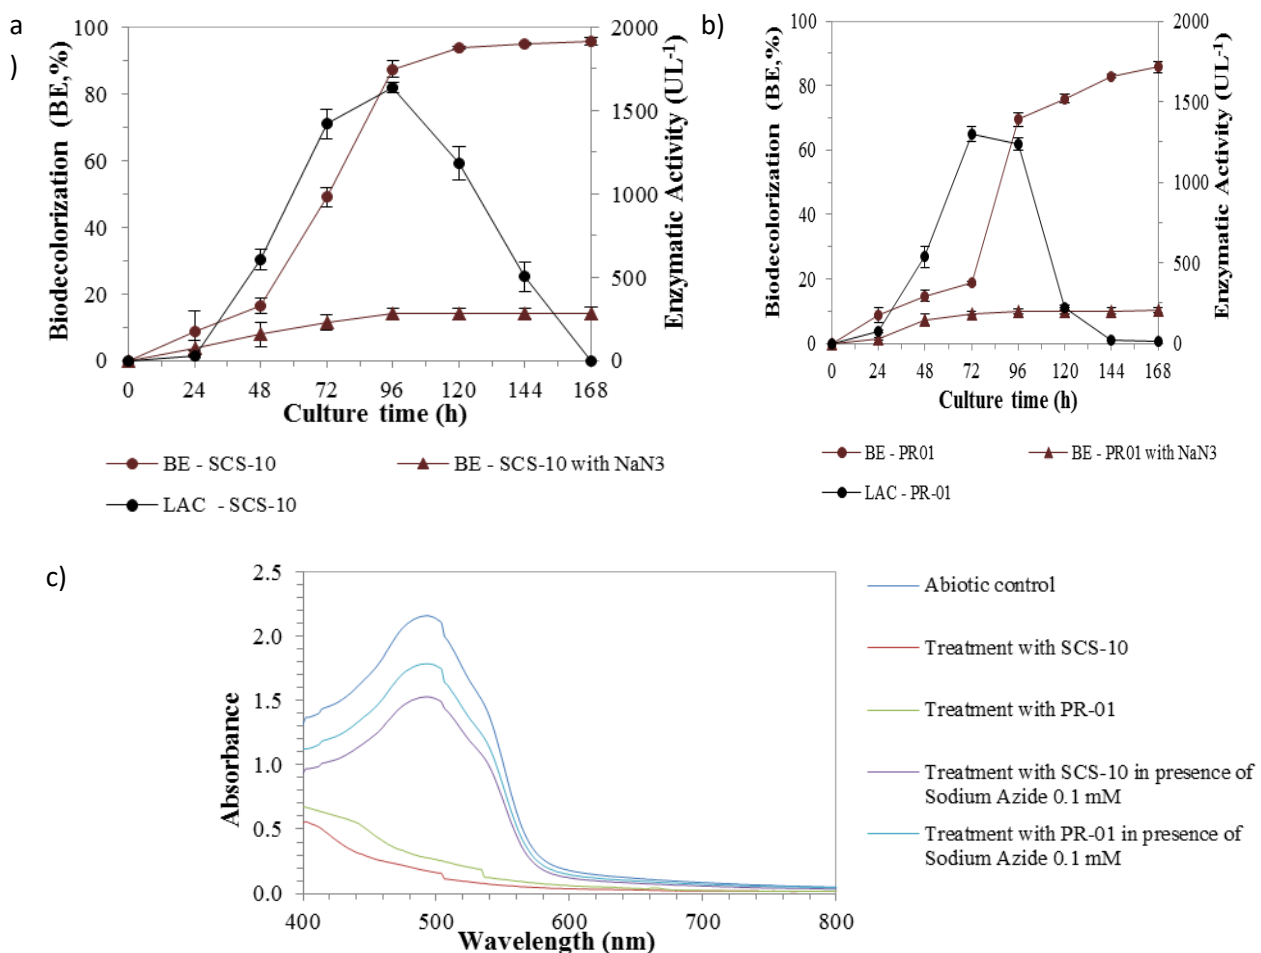 a
)
100
80
60
40
20
0
Biodecolorization (BE,%)
2000
1500
1000
500
0
Enzymatic Activity (UL-1)
0 24 48 72 96 120 144 168
Culture time (h)
BE - SCS-10
BE - SCS-10 with NaN3
LAC - SCS-10
b)
100
80
60
40
20
0
Biodecolorization (BE,%)
2000
1500
1000
500
0
Enzymatic Activity (UL-1)
0 24 48 72 96 120 144 168
Culture time (h)
BE - PR01
BE - PR01 with NaN3
LAC - PR-01
c)
2.5
2.0
1.5
1.0
0.5
0.0
Absorbance
400 500 600 700 800
Wavelength (nm)
Abiotic control
Treatment with SCS-10
Treatment with PR-01
Treatment with SCS-10 in presence of
Sodium Azide 0.1 mM
Treatment with PR-01 in presence of
Sodium Azide 0.1 mM